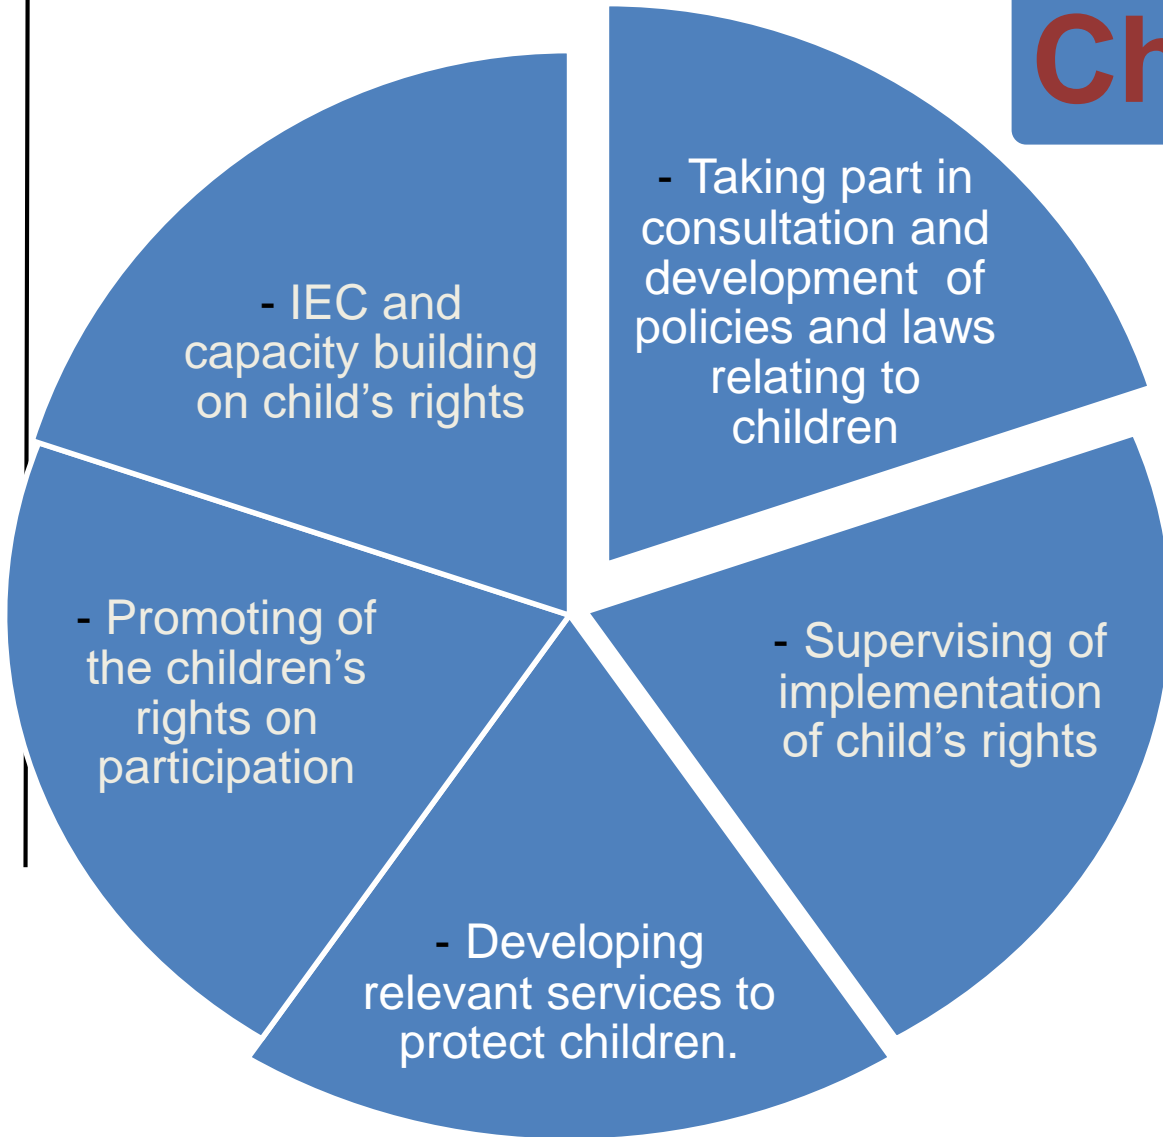 Ch
- Taking part in
consultation and
development  of
policies and laws
relating to
children
- Supervising of
implementation
of child’s rights
- Developing
relevant services to
protect children.
- Promoting of
the children’s
rights on
participation
- IEC and
capacity building
on child’s rights